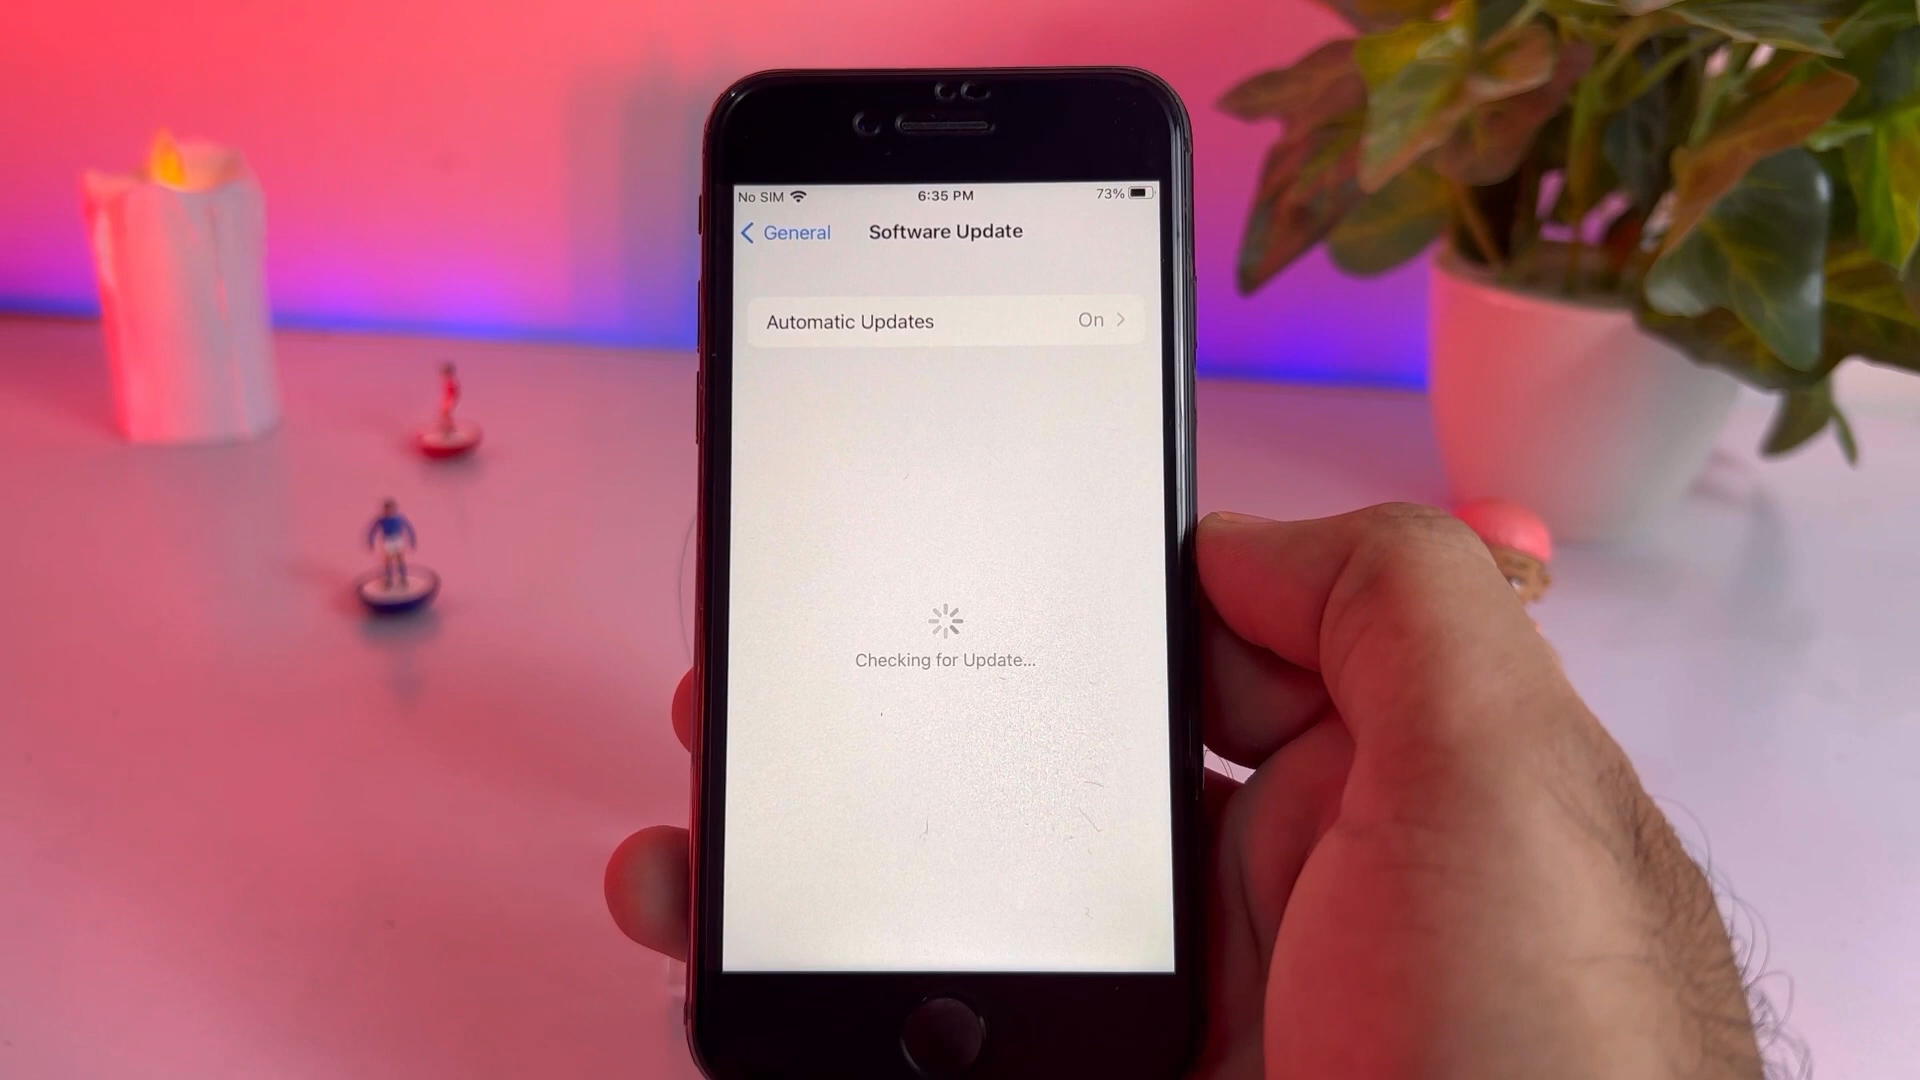 No SIM 6:35 PM 73%
General Software Update
Automatic Updates On
Checking for Update...